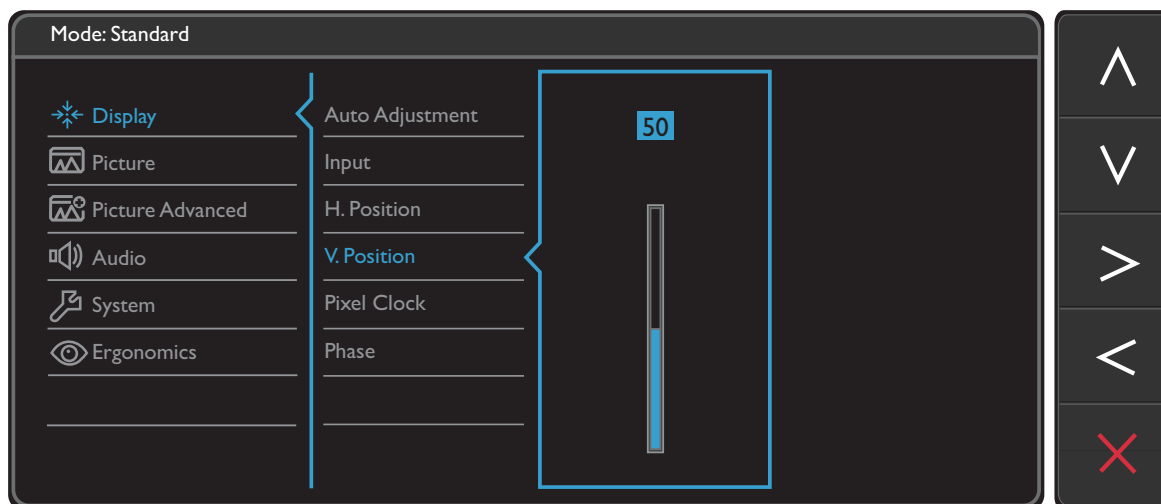 Mode: Standard
Display
Picture
Picture Advanced
Audio
System
Ergonomics
Auto Adjustment
Input
H. Position
V. Position
Pixel Clock
Phase
50